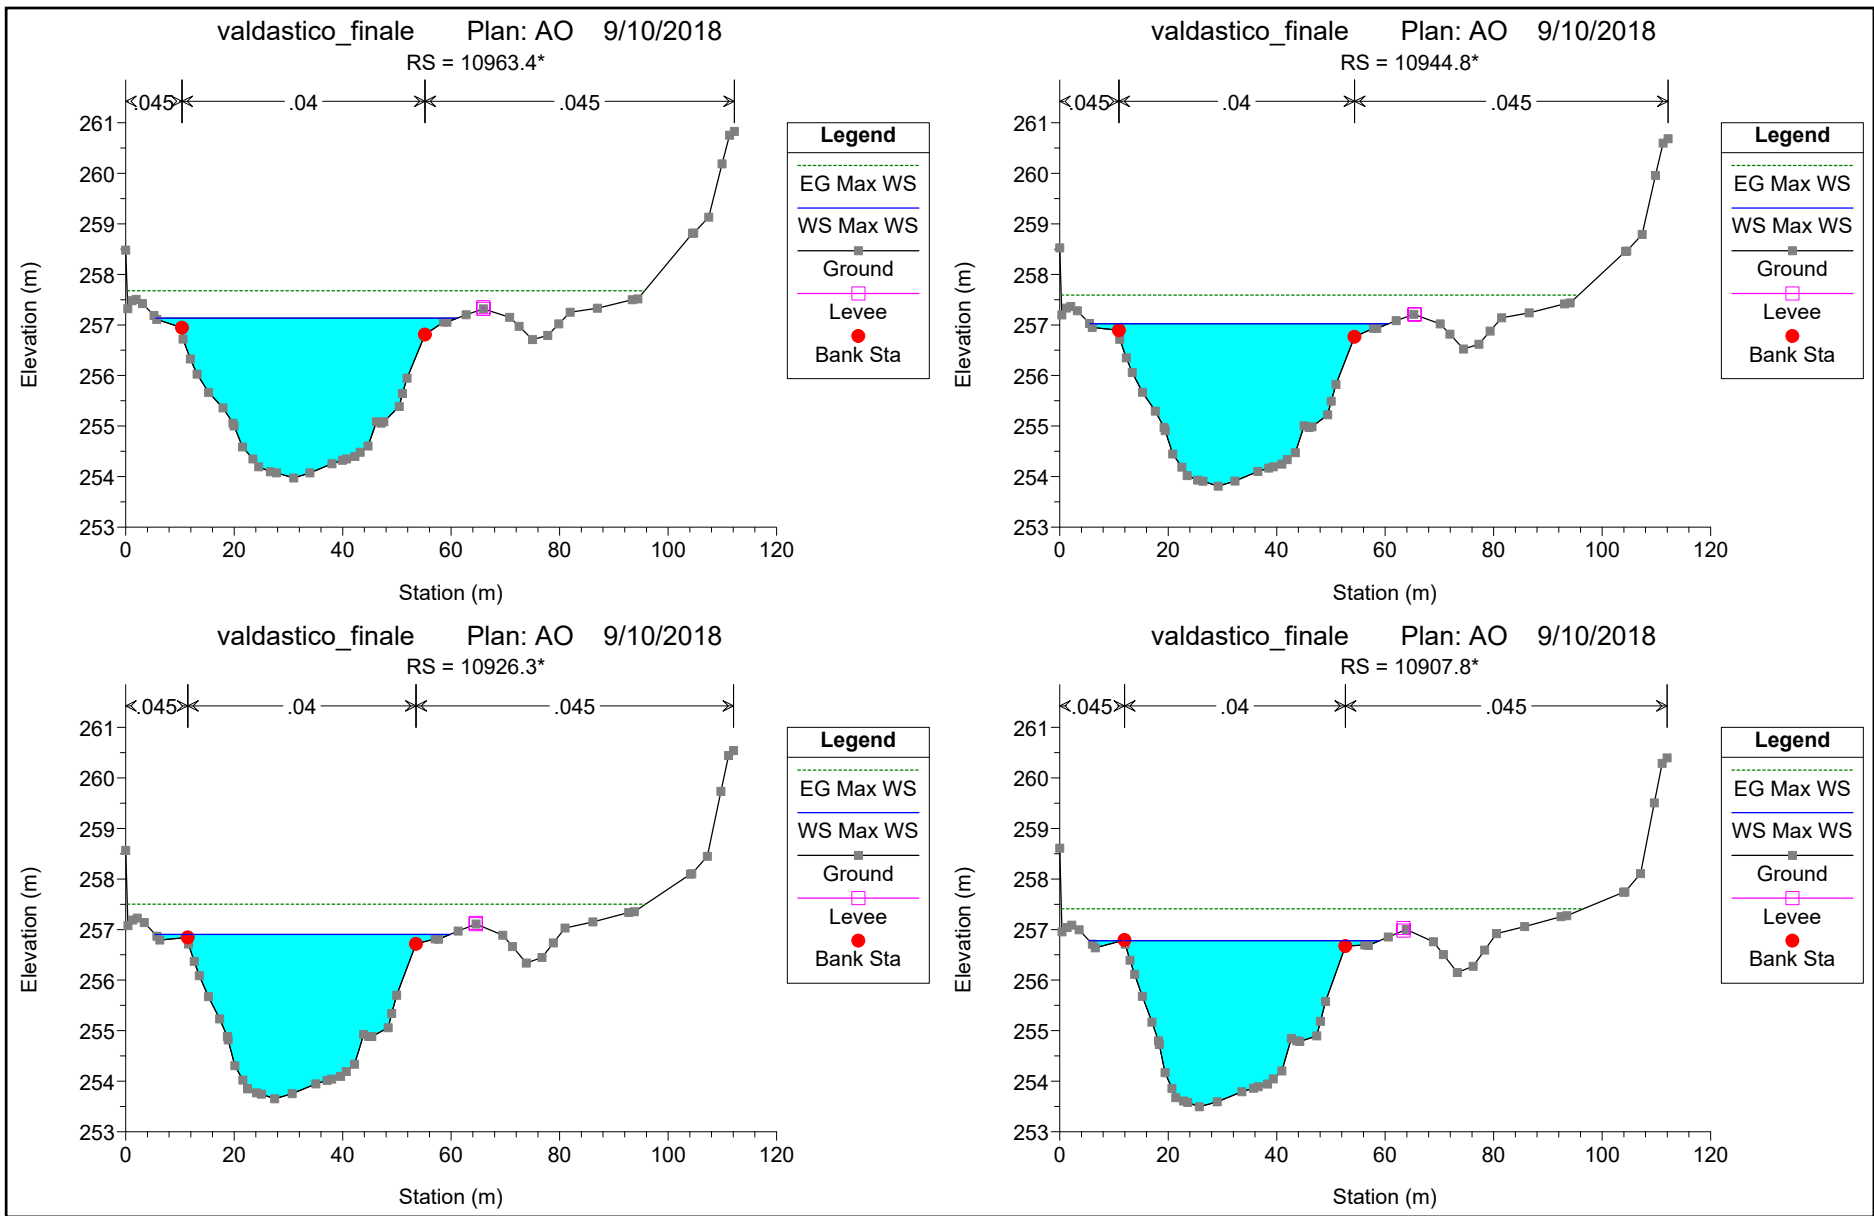 valdastico_finale Plan: AO 9/10/2018
RS = 10963.4*
.045 .04 .045
261
260
259
258
257
256
255
254
253
0 20 40 60 80 100 120
Station (m)
Elevation (m)
Legend
EG Max WS
WS Max WS
Ground
Levee
Bank Sta
valdastico_finale Plan: AO 9/10/2018
RS = 10944.8*
.045 .04 .045
261
260
259
258
257
256
255
254
253
0 20 40 60 80 100 120
Station (m)
Elevation (m)
Legend
EG Max WS
WS Max WS
Ground
Levee
Bank Sta
valdastico_finale Plan: AO 9/10/2018
RS = 10926.3*
.045 .04 .045
261
260
259
258
257
256
255
254
253
0 20 40 60 80 100 120
Station (m)
Elevation (m)
Legend
EG Max WS
WS Max WS
Ground
Levee
Bank Sta
valdastico_finale Plan: AO 9/10/2018
RS = 10907.8*
.045 .04 .045
261
260
259
258
257
256
255
254
253
0 20 40 60 80 100 120
Station (m)
Elevation (m)
Legend
EG Max WS
WS Max WS
Ground
Levee
Bank Sta